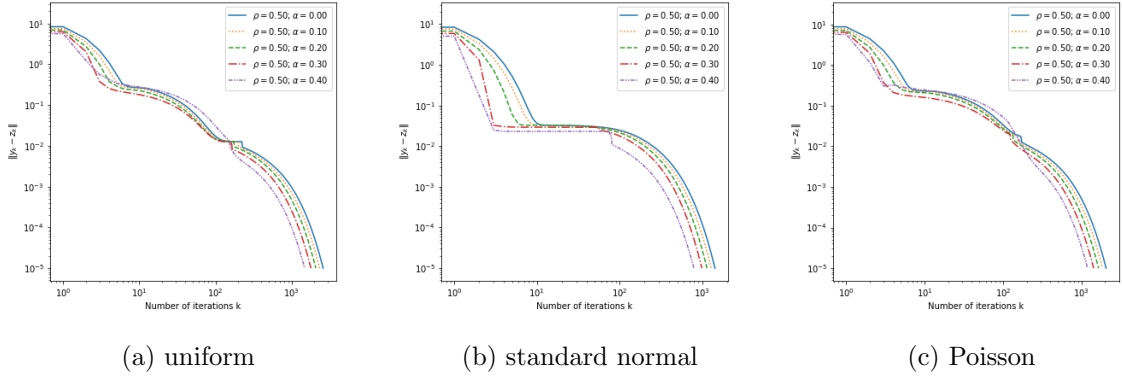 10¹
10⁰
10⁻¹
10⁻²
10⁻³
10⁻⁴
10⁻⁵
‖yₖ − zₖ‖
ρ = 0.50; α = 0.00
ρ = 0.50; α = 0.10
ρ = 0.50; α = 0.20
ρ = 0.50; α = 0.30
ρ = 0.50; α = 0.40
10⁰ 10¹ 10² 10³
Number of iterations k
(a) uniform
10¹
10⁰
10⁻¹
10⁻²
10⁻³
10⁻⁴
10⁻⁵
‖yₖ − zₖ‖
ρ = 0.50; α = 0.00
ρ = 0.50; α = 0.10
ρ = 0.50; α = 0.20
ρ = 0.50; α = 0.30
ρ = 0.50; α = 0.40
10⁰ 10¹ 10² 10³
Number of iterations k
(b) standard normal
10¹
10⁰
10⁻¹
10⁻²
10⁻³
10⁻⁴
10⁻⁵
‖yₖ − zₖ‖
ρ = 0.50; α = 0.00
ρ = 0.50; α = 0.10
ρ = 0.50; α = 0.20
ρ = 0.50; α = 0.30
ρ = 0.50; α = 0.40
10⁰ 10¹ 10² 10³
Number of iterations k
(c) Poisson